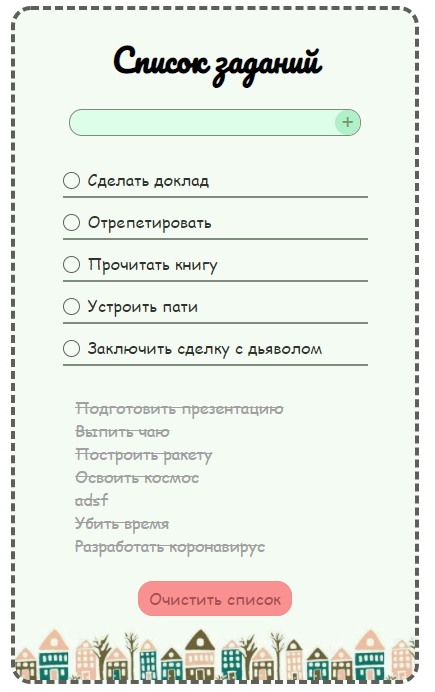 Список заданий
+
Сделать доклад
Отрепетировать
Прочитать книгу
Устроить пати
Заключить сделку с дьяволом
Подготовить презентацию
Выпить чаю
Построить ракету
Освоить космос
adsf
Убить время
Разработать коронавирус
Очистить список